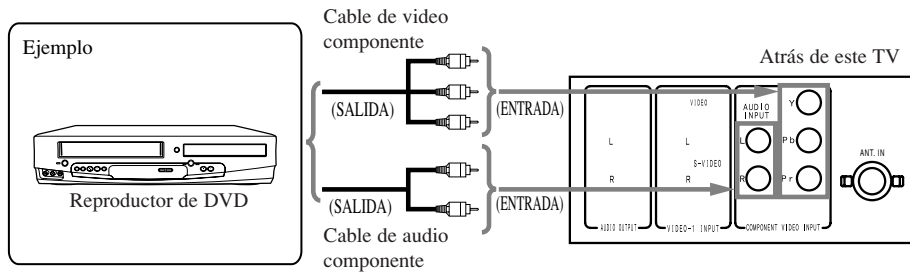 Ejemplo
Reproductor de DVD
Cable de video
componente
(SALIDA)
(ENTRADA)
(SALIDA)
(ENTRADA)
Cable de audio
componente
Atrás de este TV
L
R
AUDIO OUTPUT
VIDEO
L
S-VIDEO
R
VIDEO-1 INPUT
AUDIO
INPUT
L
R
Y
Pb
Pr
COMPONENT VIDEO INPUT
ANT. IN